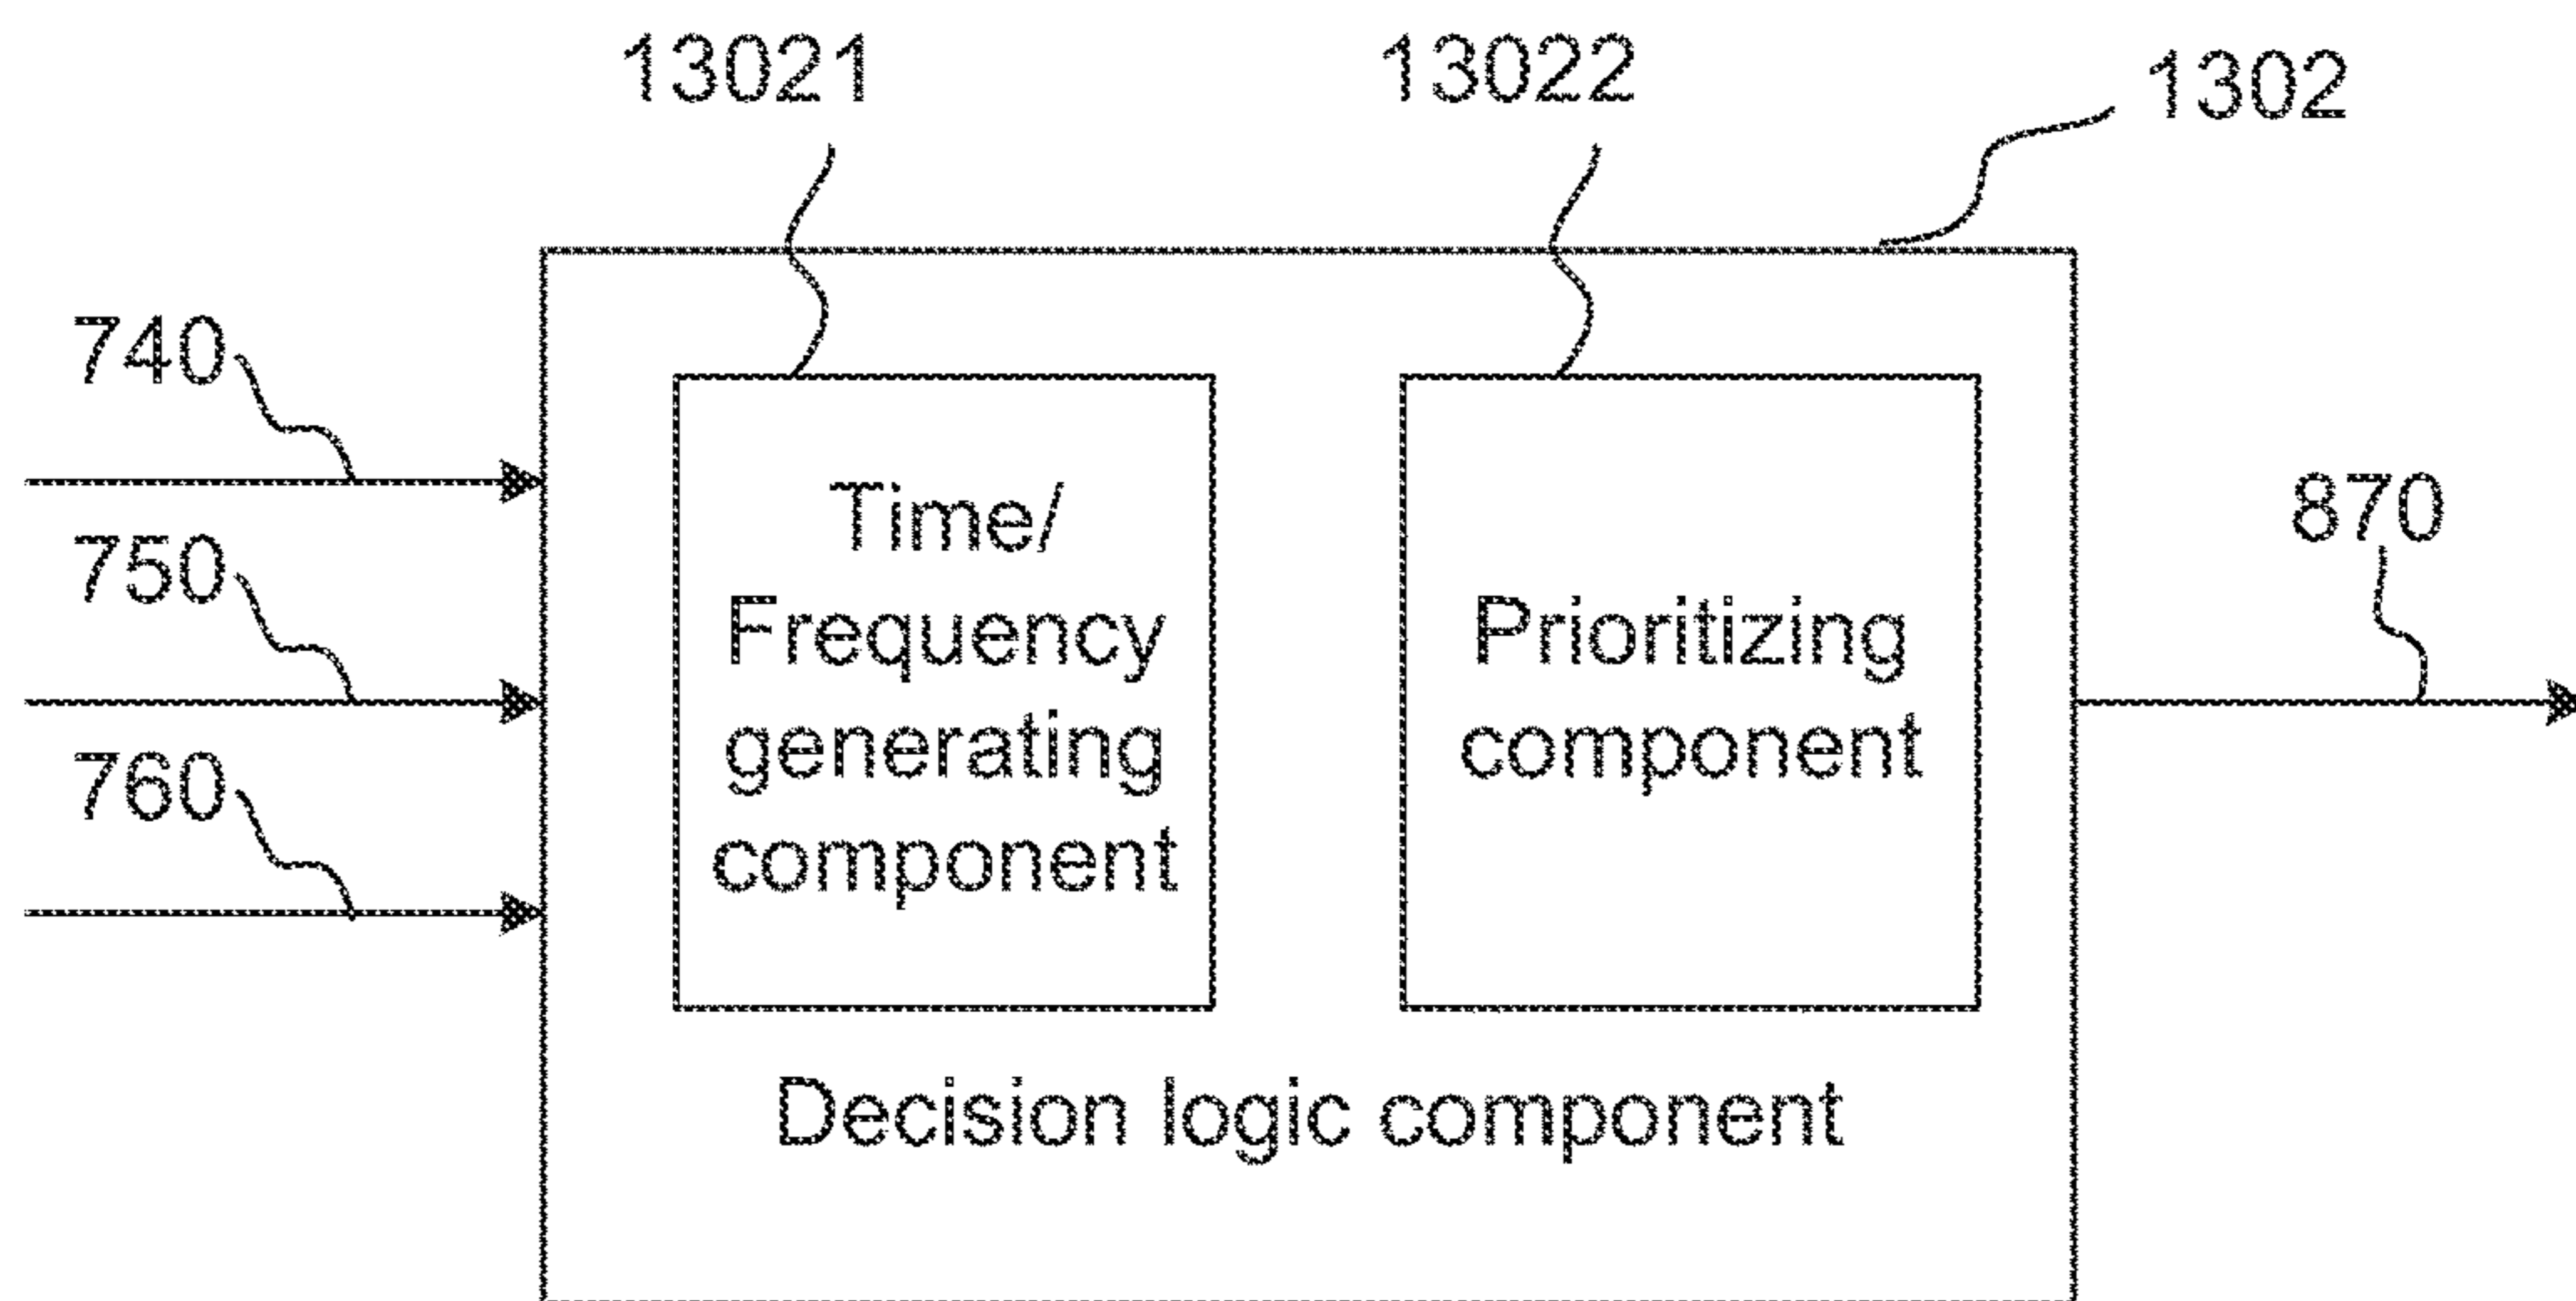 13021
13022
1302
740
750
760
Time/
Frequency
generating
component
Prioritizing
component
870
Decision logic component